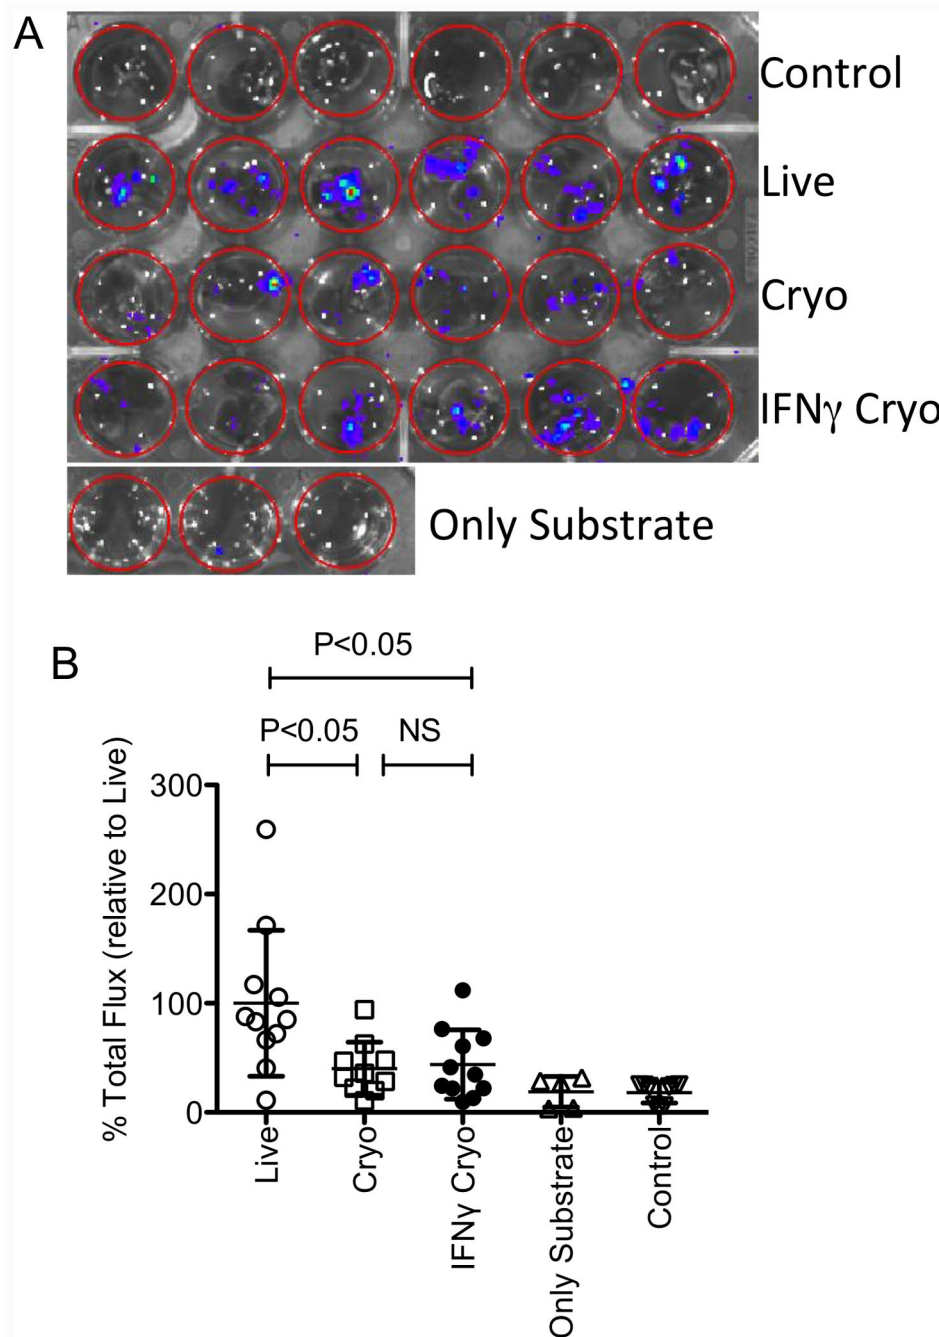 A
Control
Live
Cryo
IFNγ Cryo
Only Substrate
B
P<0.05
P<0.05 NS
% Total Flux (relative to Live)
300
200
100
0
Live
Cryo
IFNγ Cryo
Only Substrate
Control